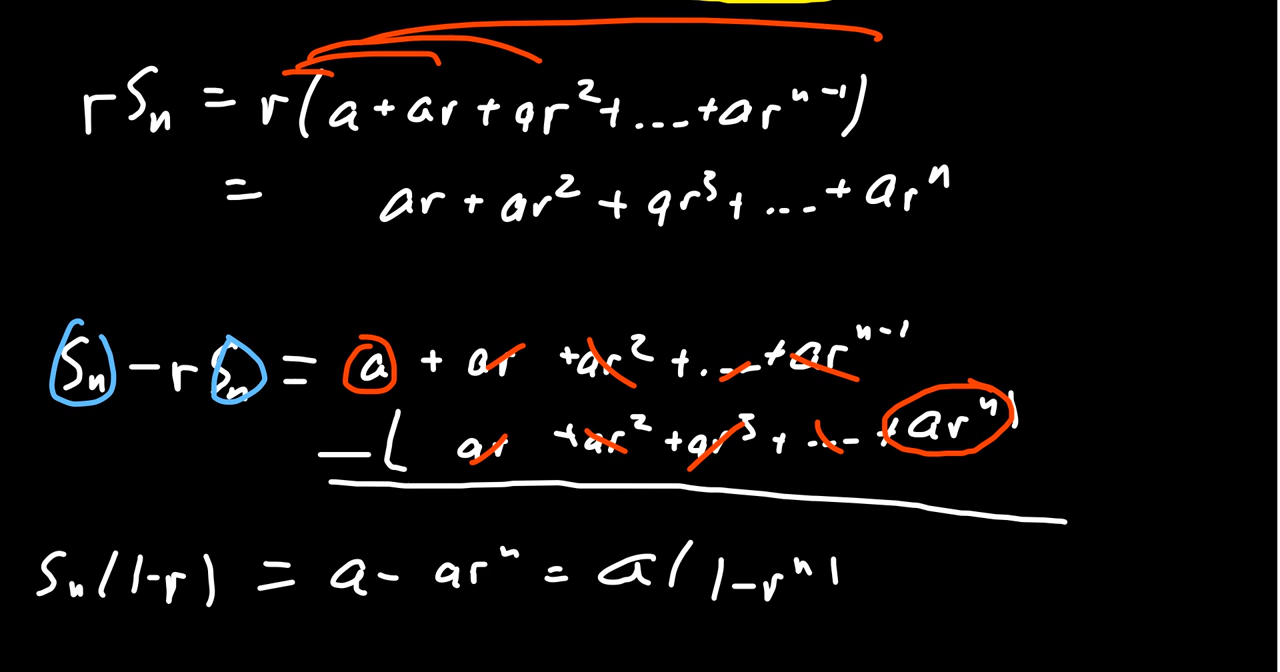 rSₙ = r(a + ar + ar² + ... + arⁿ⁻¹)
= ar + ar² + ar³ + ... + arⁿ
Sₙ - rSₙ = a + ar + ar² + ... + arⁿ⁻¹
-( ar + ar² + ar³ + ... + arⁿ)
Sₙ(1-r) = a - arⁿ = a(1-rⁿ)